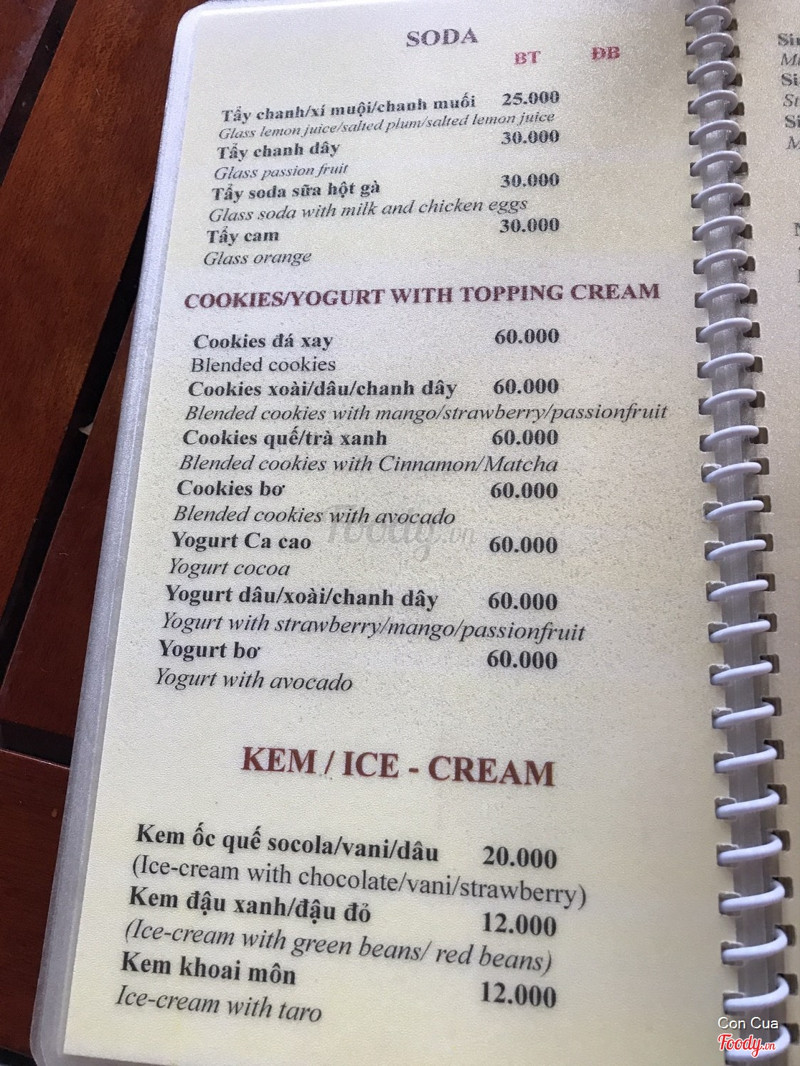 SODA
BT ĐB
Tẩy chanh/xí muội/chanh muối 25.000
Glass lemon juice/salted plum/salted lemon juice
Tẩy chanh dây 30.000
Glass passion fruit
Tẩy soda sữa hột gà 30.000
Glass soda with milk and chicken eggs
Tẩy cam 30.000
Glass orange
COOKIES/YOGURT WITH TOPPING CREAM
Cookies đá xay 60.000
Blended cookies
Cookies xoài/dâu/chanh dây 60.000
Blended cookies with mango/strawberry/passionfruit
Cookies quế/trà xanh 60.000
Blended cookies with Cinnamon/Matcha
Cookies bơ 60.000
Blended cookies with avocado
Yogurt Ca cao 60.000
Yogurt cocoa
Yogurt dâu/xoài/chanh dây 60.000
Yogurt with strawberry/mango/passionfruit
Yogurt bơ 60.000
Yogurt with avocado
KEM / ICE - CREAM
Kem ốc quế socola/vani/dâu 20.000
(Ice-cream with chocolate/vani/strawberry)
Kem đậu xanh/đậu đỏ 12.000
(Ice-cream with green beans/ red beans)
Kem khoai môn 12.000
Ice-cream with taro
Foody.vn
Con Cua
Foody.vn